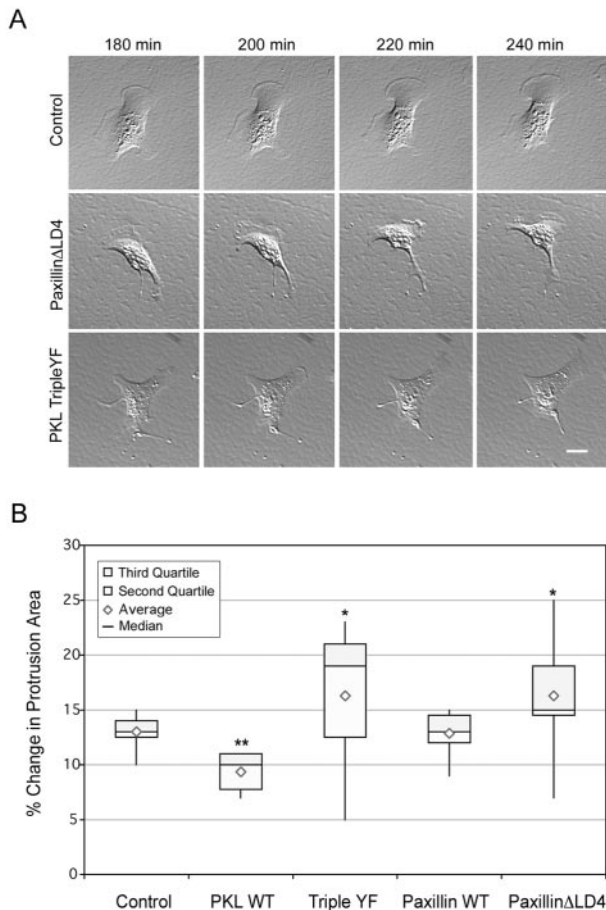 A
180 min 200 min 220 min 240 min
Control
PaxillinΔLD4
PKL TripleYF
B
% Change in Protrusion Area
30
25
20
15
10
5
0
Third Quartile
Second Quartile
Average
Median
**
*
*
Control PKL WT Triple YF Paxillin WT PaxillinΔLD4